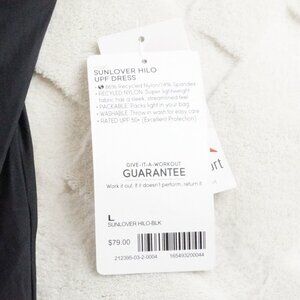 SUNLOVER HILO
UPF DRESS
86% Recycled Nylon/14% Spandex
• RECYLED NYLON: Super lightweight
fabric has a sleek, streamlined feel
• PACKABLE: Packs light in your bag
• WASHABLE: Throw in wash for easy care
• RATED UPF 50+ (Excellent Protection)
GIVE-IT-A-WORKOUT
GUARANTEE
Work it out. If it doesn't perform, return it.
L
SUNLOVER HILO-BLK
$79.00
212395-03-2-0004
165493200044